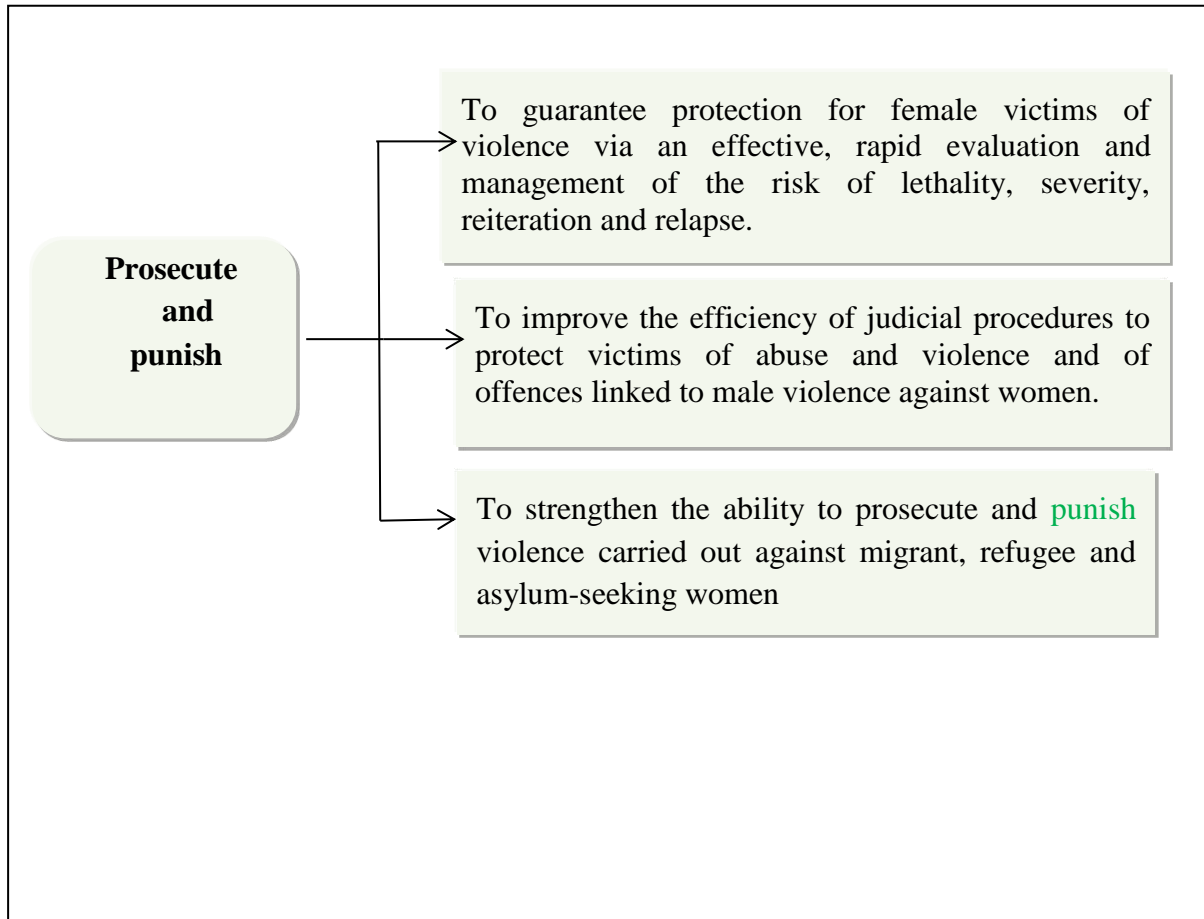 Prosecute
and
punish
To guarantee protection for female victims of
violence via an effective, rapid evaluation and
management of the risk of lethality, severity,
reiteration and relapse.
To improve the efficiency of judicial procedures to
protect victims of abuse and violence and of
offences linked to male violence against women.
To strengthen the ability to prosecute and punish
violence carried out against migrant, refugee and
asylum-seeking women